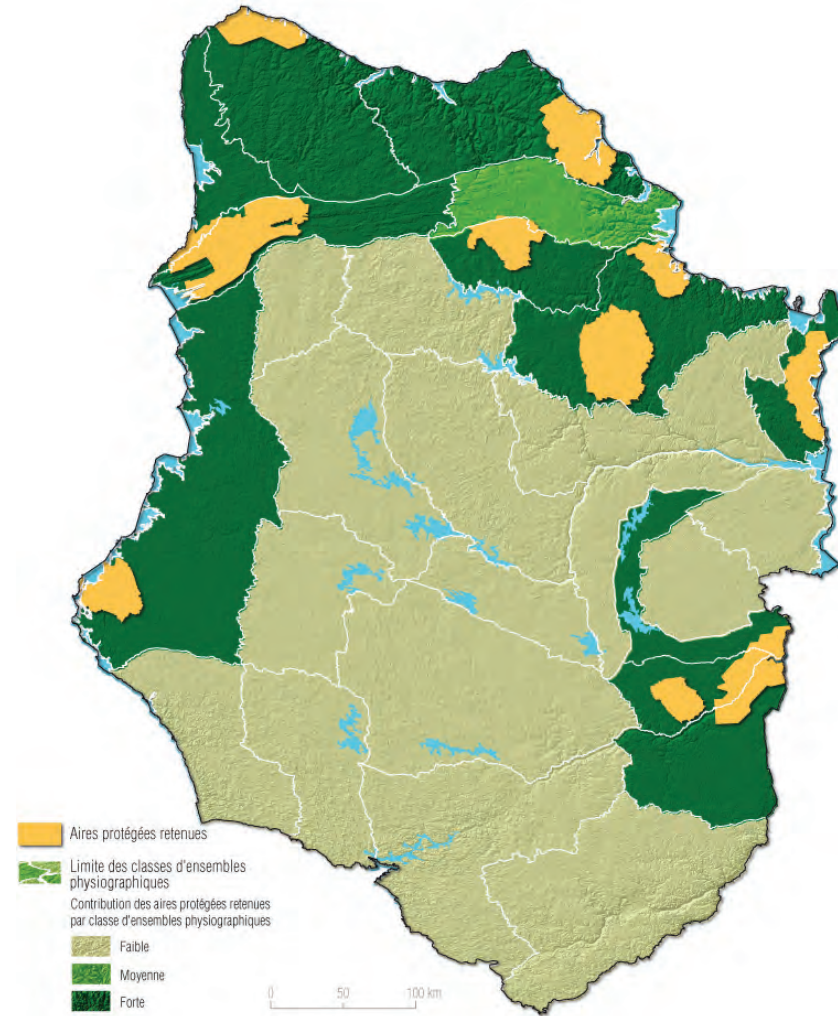 Aires protégées retenues
Limite des classes d'ensembles
physiographiques
Contribution des aires protégées retenues
par classe d'ensembles physiographiques
Faible
Moyenne
Forte
0 50 100 km